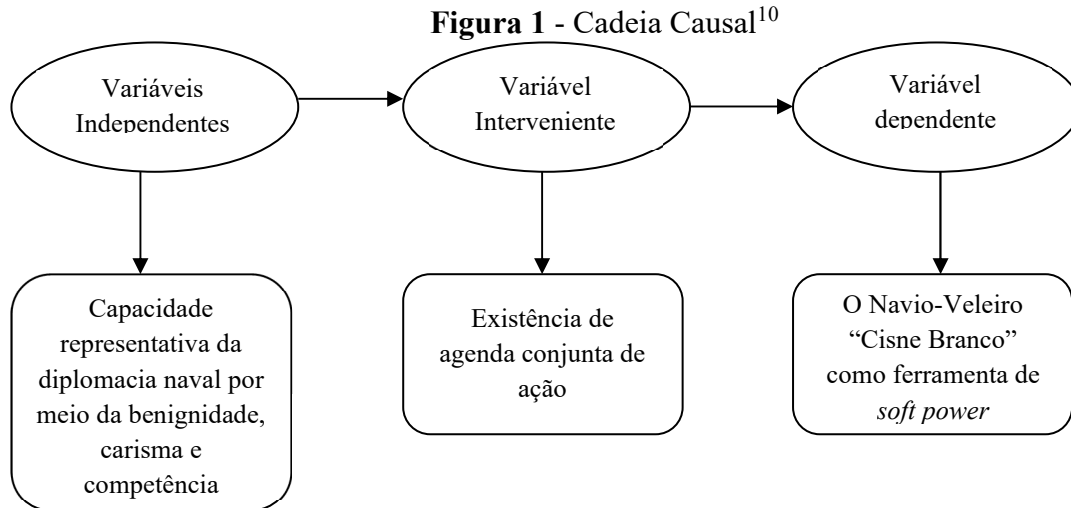 Figura 1 - Cadeia Causal¹⁰
Variáveis
Independentes
Variável
Interveniente
Variável
dependente
Capacidade
representativa da
diplomacia naval por
meio da benignidade,
carisma e
competência
Existência de
agenda conjunta de
ação
O Navio-Veleiro
“Cisne Branco”
como ferramenta de
soft power